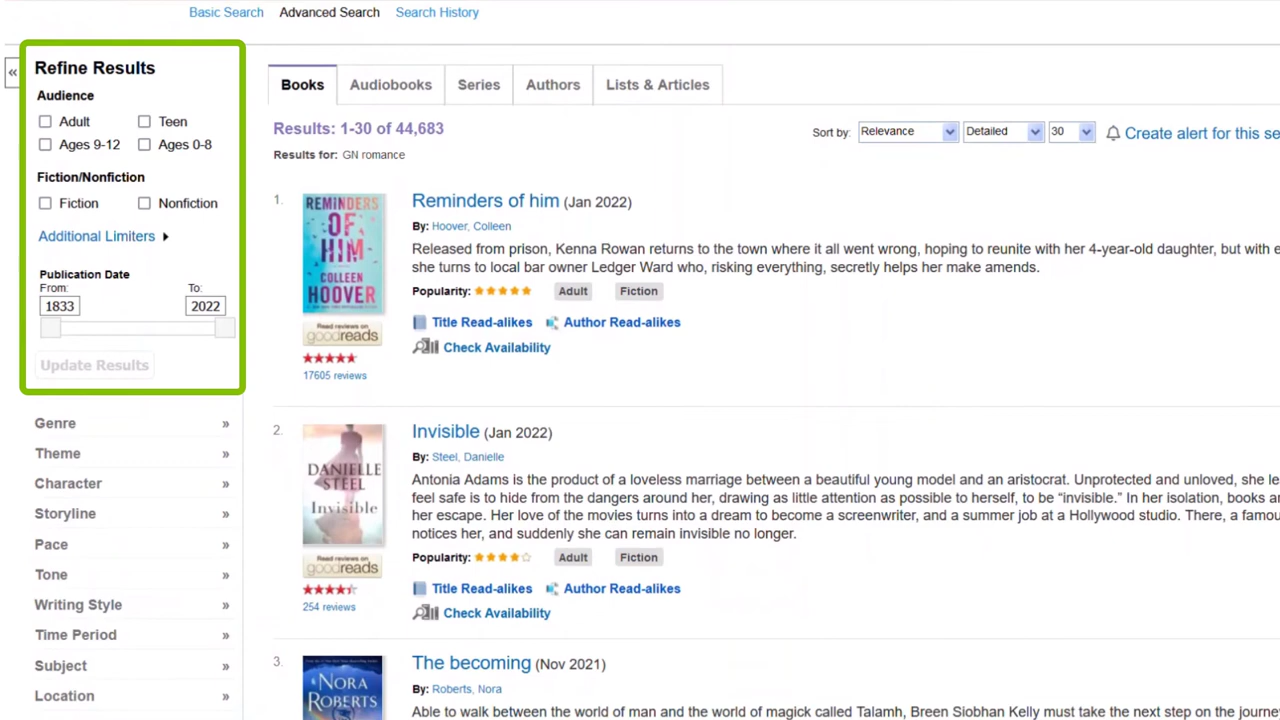 Basic Search Advanced Search Search History
«
Refine Results
Audience
Adult Teen
Ages 9-12 Ages 0-8
Fiction/Nonfiction
Fiction Nonfiction
Additional Limiters
Publication Date
From: To:
1833 2022
Update Results
Genre »
Theme »
Character »
Storyline »
Pace »
Tone »
Writing Style »
Time Period »
Subject »
Location »
Books Audiobooks Series Authors Lists & Articles
Results: 1-30 of 44,683
Sort by: Relevance Detailed 30 Create alert for this se
Results for: GN romance
1.
REMINDERS
OF
HIM
COLLEEN
HOOVER
Read reviews on
goodreads
17605 reviews
Reminders of him (Jan 2022)
By: Hoover, Colleen
Released from prison, Kenna Rowan returns to the town where it all went wrong, hoping to reunite with her 4-year-old daughter, but with e
she turns to local bar owner Ledger Ward who, risking everything, secretly helps her make amends.
Popularity: Adult Fiction
Title Read-alikes Author Read-alikes
Check Availability
2.
DANIELLE
STEEL
Invisible
Read reviews on
goodreads
254 reviews
Invisible (Jan 2022)
By: Steel, Danielle
Antonia Adams is the product of a loveless marriage between a beautiful young model and an aristocrat. Unprotected and unloved, she le
feel safe is to hide from the dangers around her, drawing as little attention as possible to herself, to be “invisible.” In her isolation, books an
her escape. Her love of the movies turns into a dream to become a screenwriter, and a summer job at a Hollywood studio. There, a famou
notices her, and suddenly she can remain invisible no longer.
Popularity: Adult Fiction
Title Read-alikes Author Read-alikes
Check Availability
3.
NORA
ROBERTS
The becoming (Nov 2021)
By: Roberts, Nora
Able to walk between the world of man and the world of magick called Talamh, Breen Siobhan Kelly must take the next step on the journe